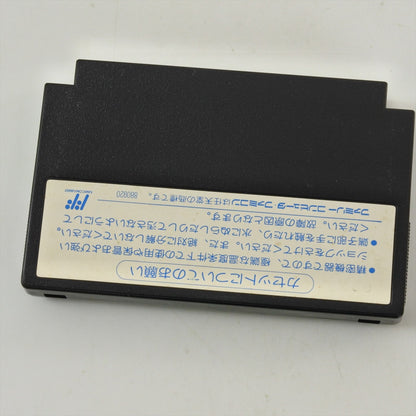 カセットについてのお願い
● 精密機器ですので、極端な温度条件下での使用や保管および強い
ショックをさけてください。また、絶対に分解しないでください。
● 端子部に手を触れたり、水にぬらしたりして汚さないようにして
ください。故障の原因となります。
ファミリーコンピュータ・ファミコンは任天堂の商標です。 880820